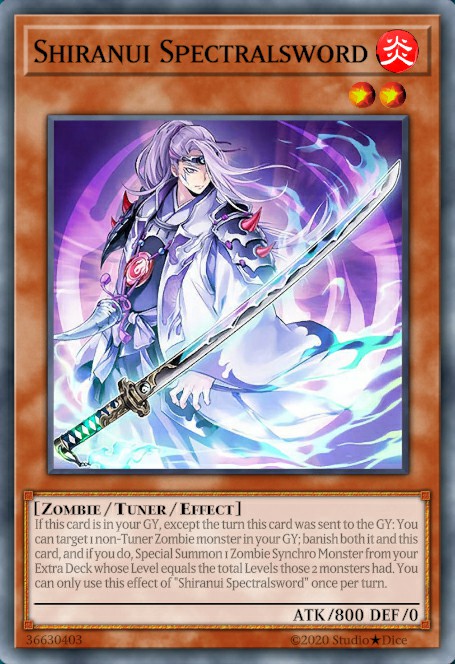 Shiranui Spectralsword 炎
[Zombie / Tuner / Effect]
If this card is in your GY, except the turn this card was sent to the GY: You
can target 1 non-Tuner Zombie monster in your GY; banish both it and this
card, and if you do, Special Summon 1 Zombie Synchro Monster from your
Extra Deck whose Level equals the total Levels those 2 monsters had. You
can only use this effect of "Shiranui Spectralsword" once per turn.
ATK/800 DEF/0
36630403 ©2020 Studio★Dice